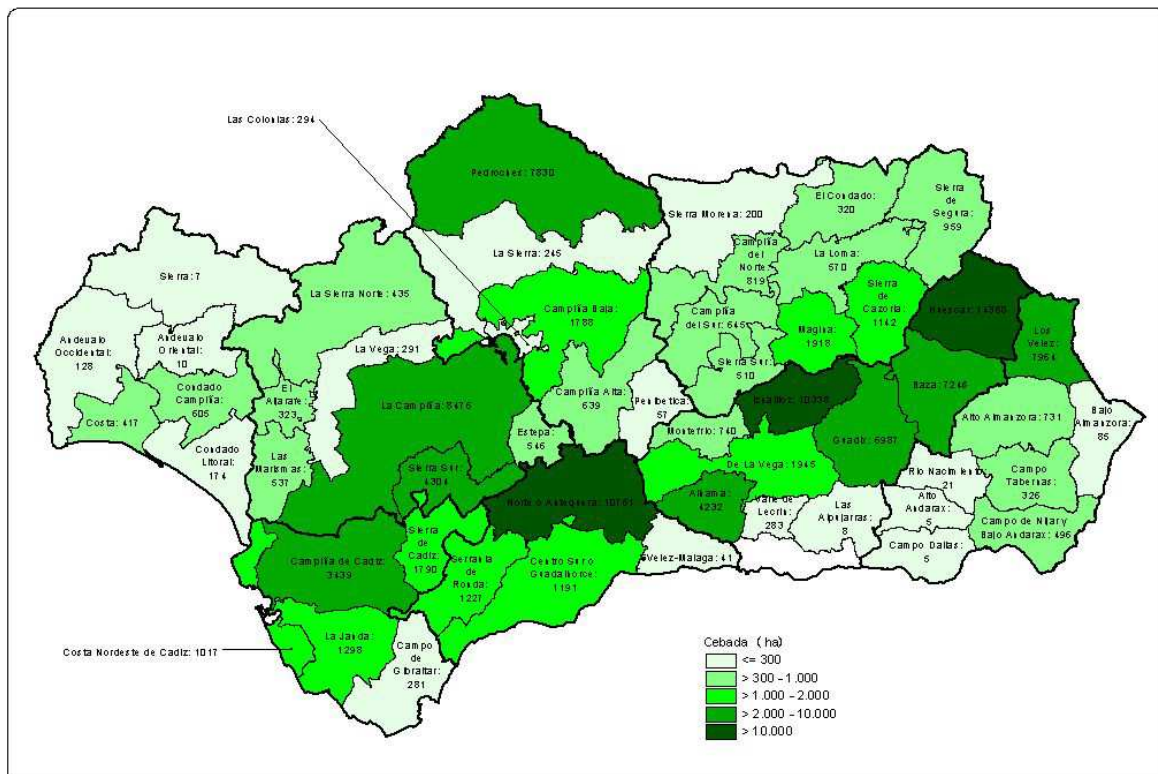 Las Colonias: 294
Pedroches: 7830
Sierra Morena: 200
El Condado:
320
Sierra
de
Segura:
959
La Sierra: 245
Campiña
del
Norte:
819
La Loma:
570
Sierra: 7
La Sierra Norte: 435
Campiña Baja:
1788
Campiña
del Sur: 645
Magina:
1918
Sierra
de
Cazorla:
1142
Los
Velez:
Andevalo
Occidental:
128
Andevalo
Oriental:
10
La Vega: 291
Sierra Sur:
510
Condado
Campiña:
605
El
Aljarafe:
323
La Campiña: 8476
Campiña Alta:
639
Penibetica:
57
Baza: 7248
Costa: 417
Estepa:
546
Montefrío: 740
Guadix: 6987
Alto Almanzora: 731
Bajo
Almanzora:
85
Condado
Litoral:
174
Las
Marismas:
537
Sierra Sur:
4304
De La Vega: 1945
Río Nacimiento:
21
Campo
Tabernas:
326
Norte o Antequera: 10761
Alhama:
4232
Valle de
Lecrin:
283
Las
Alpujarras:
8
Alto
Andarax:
5
Campo de Nijar y
Bajo Andarax: 496
Campiña de Cadiz:
3439
Sierra
de
Cadiz:
1790
Serranía
de
Ronda:
1227
Centro Sur o
Guadalhorce:
1191
Velez-Malaga: 41
Campo Dalias:
5
Costa Nordeste de Cadiz: 1017
La Janda:
1298
Campo
de
Gibraltar:
281
Cebada (ha)
<= 300
> 300 - 1.000
> 1.000 - 2.000
> 2.000 - 10.000
> 10.000